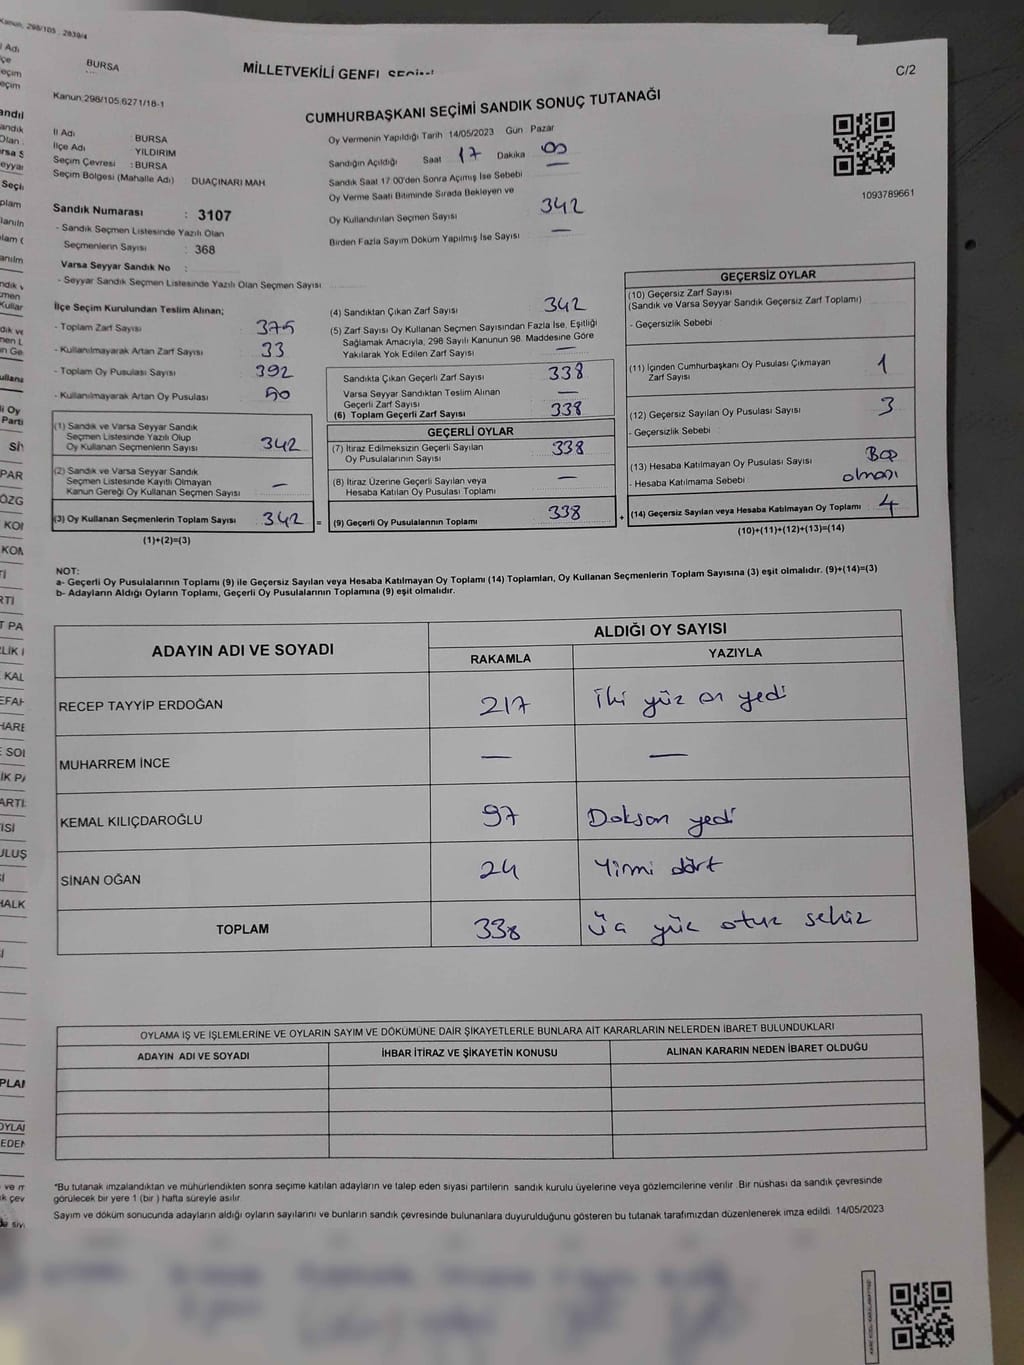 Kanun, 298/105, 2839/4
BURSA
MİLLETVEKİLİ GENEL SEÇİMİ
C/2
Kanun:298/105,6271/18-1
CUMHURBAŞKANI SEÇİMİ SANDIK SONUÇ TUTANAĞI
İl Adı : BURSA
İlçe Adı : YILDIRIM
Seçim Çevresi : BURSA
Seçim Bölgesi (Mahalle Adı) : DUAÇINARI MAH
Sandık Numarası : 3107
- Sandık Seçmen Listesinde Yazılı Olan
Seçmenlerin Sayısı : 368
Varsa Seyyar Sandık No :
- Seyyar Sandık Seçmen Listesinde Yazılı Olan Seçmen Sayısı
Oy Vermenin Yapıldığı Tarih 14/05/2023 Gün Pazar
Sandığın Açıldığı Saat 17 Dakika 00
Sandık Saat 17.00'den Sonra Açımış İse Sebebi —
Oy Verme Saati Bitiminde Sırada Bekleyen ve
Oy Kullandırılan Seçmen Sayısı 342
Birden Fazla Sayım Döküm Yapılmış İse Sayısı —
1093789661
İlçe Seçim Kurulundan Teslim Alınan;
- Toplam Zarf Sayısı 375
- Kullanılmayarak Artan Zarf Sayısı 33
- Toplam Oy Pusulası Sayısı 392
- Kullanılmayarak Artan Oy Pusulası 50
(1) Sandık ve Varsa Seyyar Sandık
Seçmen Listesinde Yazılı Olup
Oy Kullanan Seçmenlerin Sayısı 342
(2) Sandık ve Varsa Seyyar Sandık
Seçmen Listesinde Kayıtlı Olmayan
Kanun Gereği Oy Kullanan Seçmen Sayısı —
(3) Oy Kullanan Seçmenlerin Toplam Sayısı 342 =
(1)+(2)=(3)
(4) Sandıktan Çıkan Zarf Sayısı 342
(5) Zarf Sayısı Oy Kullanan Seçmen Sayısından Fazla İse, Eşitliği
Sağlamak Amacıyla, 298 Sayılı Kanunun 98. Maddesine Göre
Yakılarak Yok Edilen Zarf Sayısı —
Sandıkta Çıkan Geçerli Zarf Sayısı 338
Varsa Seyyar Sandıktan Teslim Alınan
Geçerli Zarf Sayısı —
(6) Toplam Geçerli Zarf Sayısı 338
GEÇERLİ OYLAR
(7) İtiraz Edilmeksizin Geçerli Sayılan
Oy Pusulalarının Sayısı 338
(8) İtiraz Üzerine Geçerli Sayılan veya
Hesaba Katılan Oy Pusulası Toplamı —
(9) Geçerli Oy Pusulalarının Toplamı 338 +
GEÇERSİZ OYLAR
(10) Geçersiz Zarf Sayısı
(Sandık ve Varsa Seyyar Sandık Geçersiz Zarf Toplamı)
- Geçersizlik Sebebi
(11) İçinden Cumhurbaşkanı Oy Pusulası Çıkmayan
Zarf Sayısı 1
(12) Geçersiz Sayılan Oy Pusulası Sayısı 3
- Geçersizlik Sebebi
(13) Hesaba Katılmayan Oy Pusulası Sayısı Boş
- Hesaba Katılmama Sebebi olması
(14) Geçersiz Sayılan veya Hesaba Katılmayan Oy Toplamı 4
(10)+(11)+(12)+(13)=(14)
NOT:
a- Geçerli Oy Pusulalarının Toplamı (9) ile Geçersiz Sayılan veya Hesaba Katılmayan Oy Toplamı (14) Toplamları, Oy Kullanan Seçmenlerin Toplam Sayısına (3) eşit olmalıdır. (9)+(14)=(3)
b- Adayların Aldığı Oyların Toplamı, Geçerli Oy Pusulalarının Toplamına (9) eşit olmalıdır.
ADAYIN ADI VE SOYADI
ALDIĞI OY SAYISI
RAKAMLA YAZIYLA
RECEP TAYYİP ERDOĞAN 217 İki yüz on yedi
MUHARREM İNCE — —
KEMAL KILIÇDAROĞLU 97 Doksan yedi
SİNAN OĞAN 24 Yirmi dört
TOPLAM 338 Üç yüz otuz sekiz
OYLAMA İŞ VE İŞLEMLERİNE VE OYLARIN SAYIM VE DÖKÜMÜNE DAİR ŞİKAYETLERLE BUNLARA AİT KARARLARIN NELERDEN İBARET BULUNDUKLARI
ADAYIN ADI VE SOYADI İHBAR İTİRAZ VE ŞİKAYETİN KONUSU ALINAN KARARIN NEDEN İBARET OLDUĞU
*Bu tutanak imzalandıktan ve mühürlendikten sonra seçime katılan adayların ve talep eden siyasi partilerin sandık kurulu üyelerine veya gözlemcilerine verilir. Bir nüshası da sandık çevresinde
görülecek bir yere 1 (bir ) hafta süreyle asılır.
Sayım ve döküm sonucunda adayların aldığı oyların sayılarını ve bunların sandık çevresinde bulunanlara duyurulduğunu gösteren bu tutanak tarafımızdan düzenlenerek imza edildi. 14/05/2023